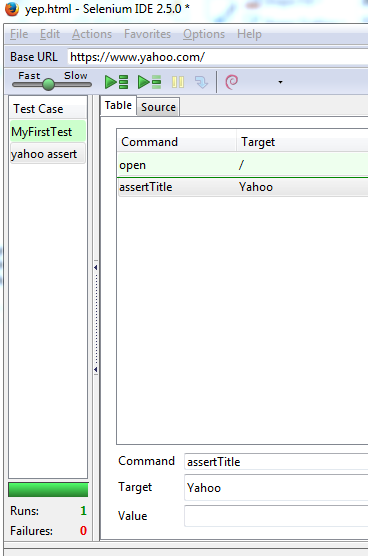 yep.html - Selenium IDE 2.5.0 *
File Edit Actions Favorites Options Help
Base URL https://www.yahoo.com/
Fast Slow
Table Source
Test Case
MyFirstTest
yahoo assert
Command Target
open /
assertTitle Yahoo
Command assertTitle
Target Yahoo
Value
Runs: 1
Failures: 0